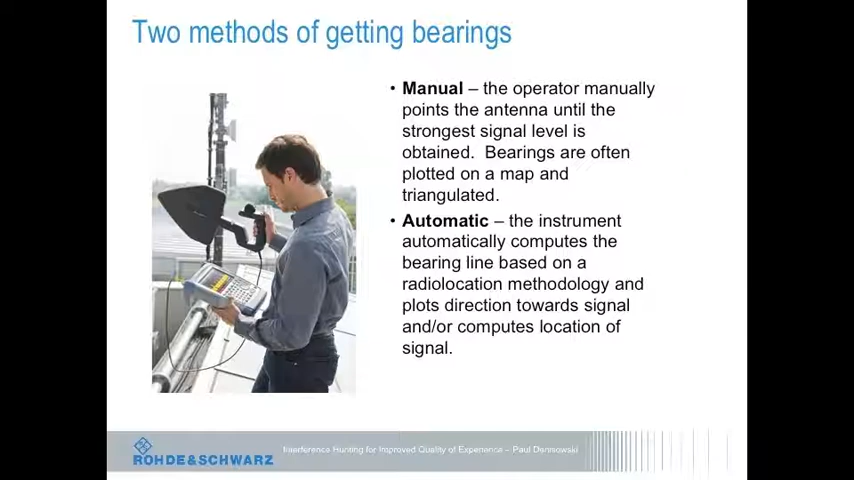 Two methods of getting bearings
• Manual – the operator manually
points the antenna until the
strongest signal level is
obtained.  Bearings are often
plotted on a map and
triangulated.
• Automatic – the instrument
automatically computes the
bearing line based on a
radiolocation methodology and
plots direction towards signal
and/or computes location of
signal.
ROHDE & SCHWARZ
Interference Hunting for Improved Quality of Experience – Paul Denisowski